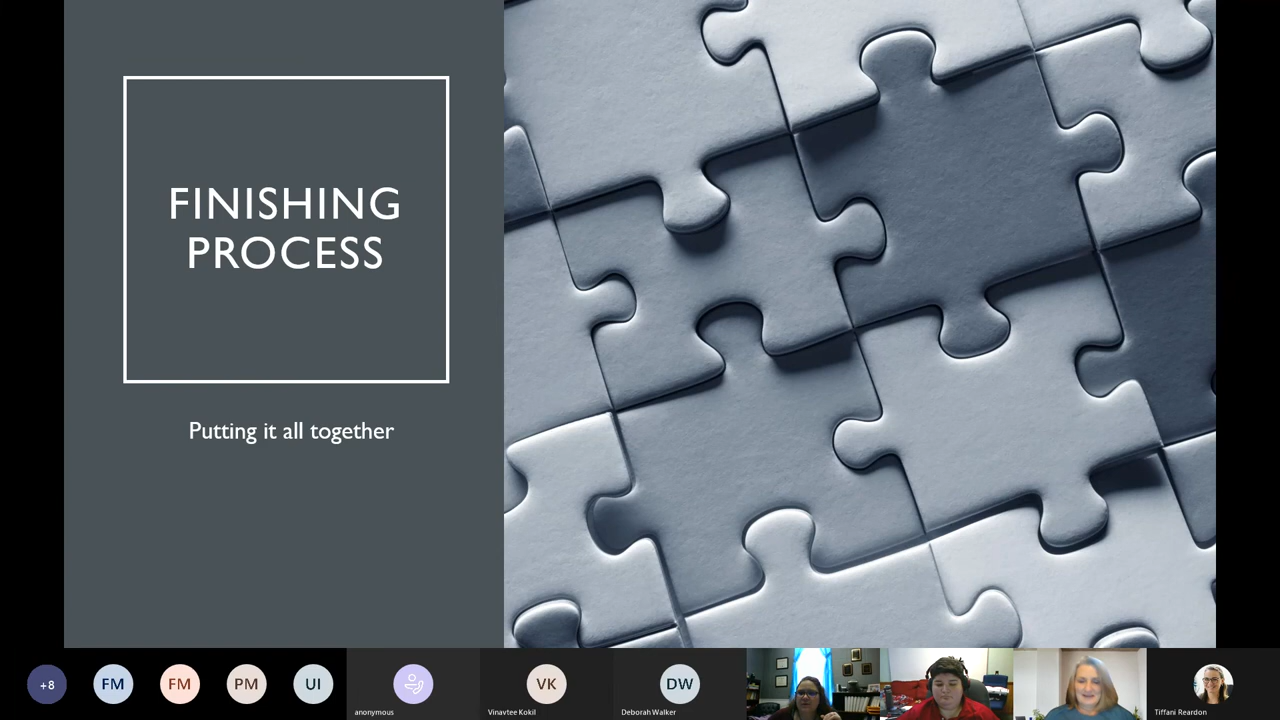 FINISHING
PROCESS
Putting it all together
+8
FM
FM
PM
UI
anonymous
VK
Vinavtee Kokil
DW
Deborah Walker
Tiffani Reardon